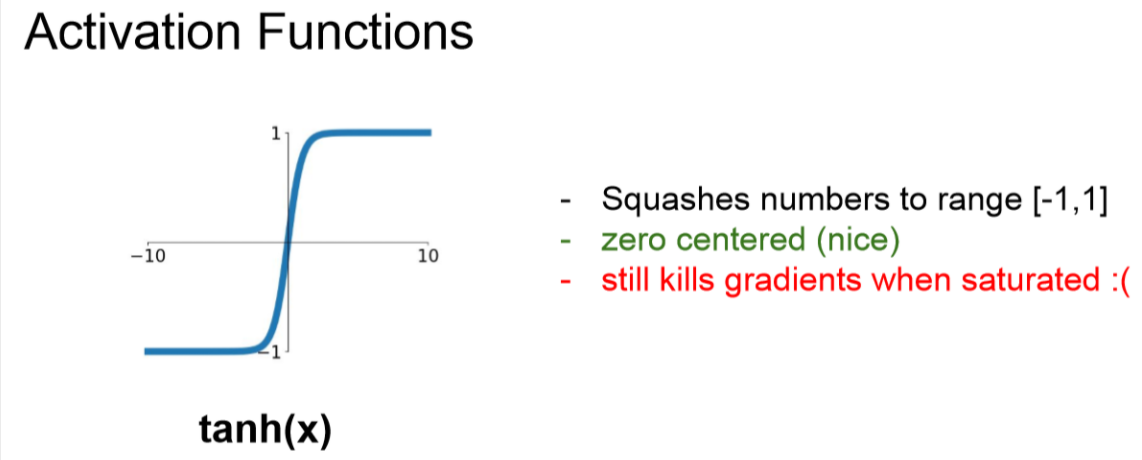 Activation Functions
1
−10
10
−1
- Squashes numbers to range [-1,1]
- zero centered (nice)
- still kills gradients when saturated :(
tanh(x)